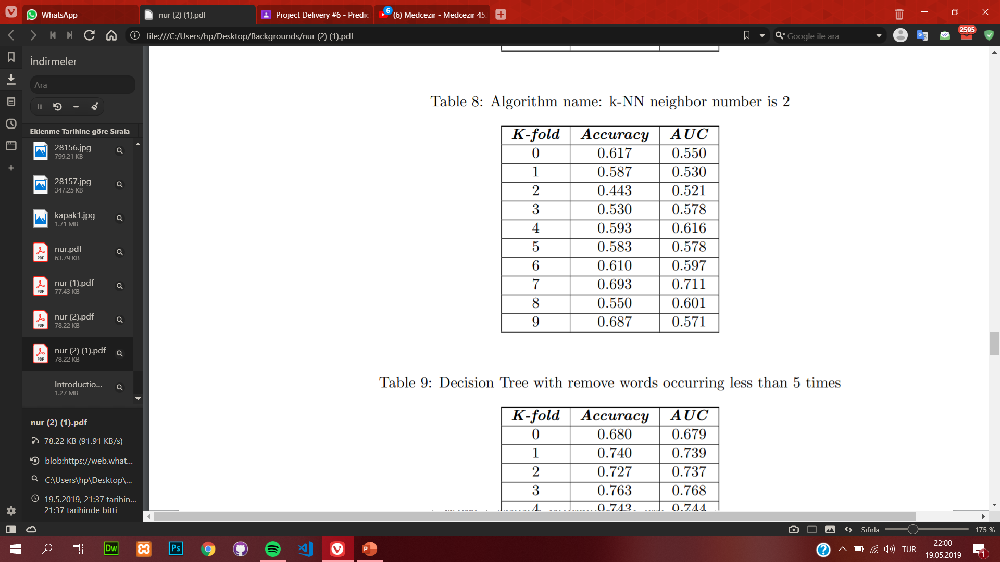 WhatsApp
nur (2) (1).pdf
Project Delivery #6 - Predic
6
(6) Medcezir - Medcezir 45.
file:///C:/Users/hp/Desktop/Backgrounds/nur (2) (1).pdf
Google ile ara
2595
İndirmeler
Ara
Eklenme Tarihine göre Sırala
28156.jpg
799.21 KB
28157.jpg
347.25 KB
kapak1.jpg
1.71 MB
PDF
nur.pdf
63.79 KB
PDF
nur (1).pdf
77.43 KB
PDF
nur (2).pdf
78.22 KB
PDF
nur (2) (1).pdf
78.22 KB
Introductio...
1.27 MB
nur (2) (1).pdf
78.22 KB (91.91 KB/s)
blob:https://web.what...
C:\Users\hp\Desktop\...
19.5.2019, 21:37 tarihin...
21:37 tarihinde bitti
Table 8: Algorithm name: k-NN neighbor number is 2
K-fold Accuracy AUC
0 0.617 0.550
1 0.587 0.530
2 0.443 0.521
3 0.530 0.578
4 0.593 0.616
5 0.583 0.578
6 0.610 0.597
7 0.693 0.711
8 0.550 0.601
9 0.687 0.571
Table 9: Decision Tree with remove words occurring less than 5 times
K-fold Accuracy AUC
0 0.680 0.679
1 0.740 0.739
2 0.727 0.737
3 0.763 0.768
4 0.743 0.744
Sıfırla
175 %
Dw
Ps
P
TUR
22:00
19.05.2019
1